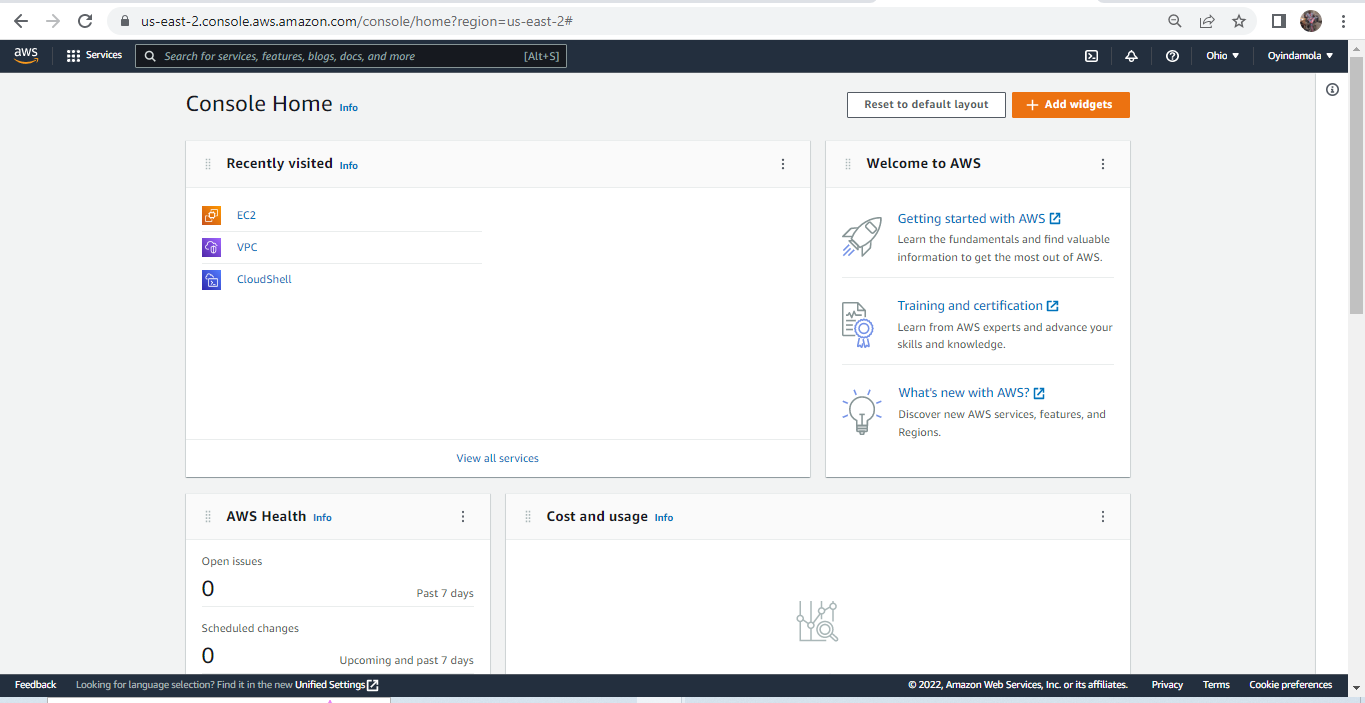 us-east-2.console.aws.amazon.com/console/home?region=us-east-2#
aws
Services
Search for services, features, blogs, docs, and more
[Alt+S]
Ohio
Oyindamola
Console Home Info
Reset to default layout
Add widgets
Recently visited Info
EC2
VPC
CloudShell
View all services
Welcome to AWS
Getting started with AWS
Learn the fundamentals and find valuable
information to get the most out of AWS.
Training and certification
Learn from AWS experts and advance your
skills and knowledge.
What's new with AWS?
Discover new AWS services, features, and
Regions.
AWS Health Info
Open issues
0
Past 7 days
Scheduled changes
0
Upcoming and past 7 days
Cost and usage Info
Feedback
Looking for language selection? Find it in the new Unified Settings
© 2022, Amazon Web Services, Inc. or its affiliates.
Privacy
Terms
Cookie preferences